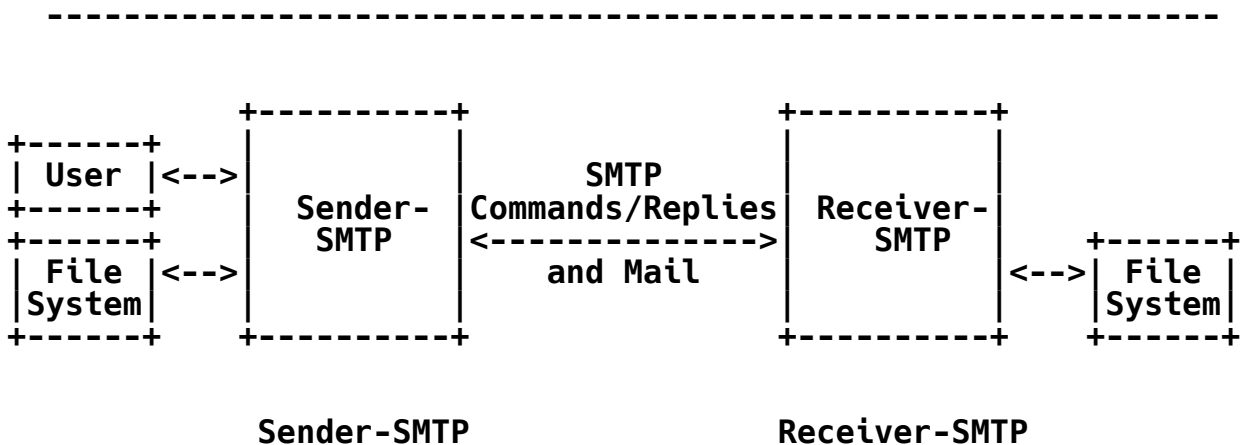 -------------------------------------------------------------
          +----------+                +----------+
+------+    |          |                |          |
| User |<-->|          |      SMTP      |          |
+------+    |  Sender- |Commands/Replies| Receiver-|
+------+    |   SMTP   |<-------------->|    SMTP  |    +------+
| File |<-->|          |    and Mail    |          |<-->| File |
|System|    |          |                |          |    |System|
+------+    +----------+                +----------+    +------+
Sender-SMTP                Receiver-SMTP